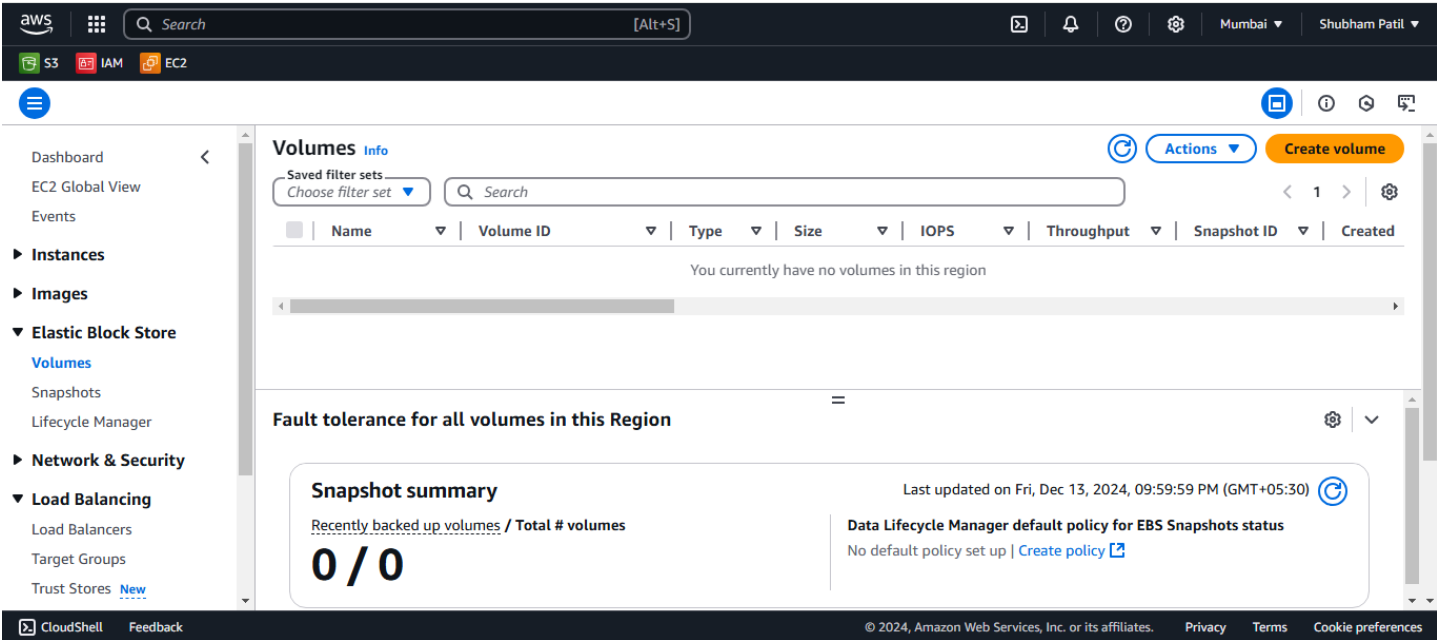 aws Search [Alt+S] Mumbai ▼ Shubham Patil ▼
S3 IAM EC2
Dashboard
EC2 Global View
Events
Instances
Images
Elastic Block Store
Volumes
Snapshots
Lifecycle Manager
Network & Security
Load Balancing
Load Balancers
Target Groups
Trust Stores New
Volumes Info Actions ▼ Create volume
Saved filter sets
Choose filter set ▼ Search 1
Name Volume ID Type Size IOPS Throughput Snapshot ID Created
You currently have no volumes in this region
Fault tolerance for all volumes in this Region
Snapshot summary Last updated on Fri, Dec 13, 2024, 09:59:59 PM (GMT+05:30)
Recently backed up volumes / Total # volumes
0 / 0
Data Lifecycle Manager default policy for EBS Snapshots status
No default policy set up | Create policy
CloudShell Feedback © 2024, Amazon Web Services, Inc. or its affiliates. Privacy Terms Cookie preferences